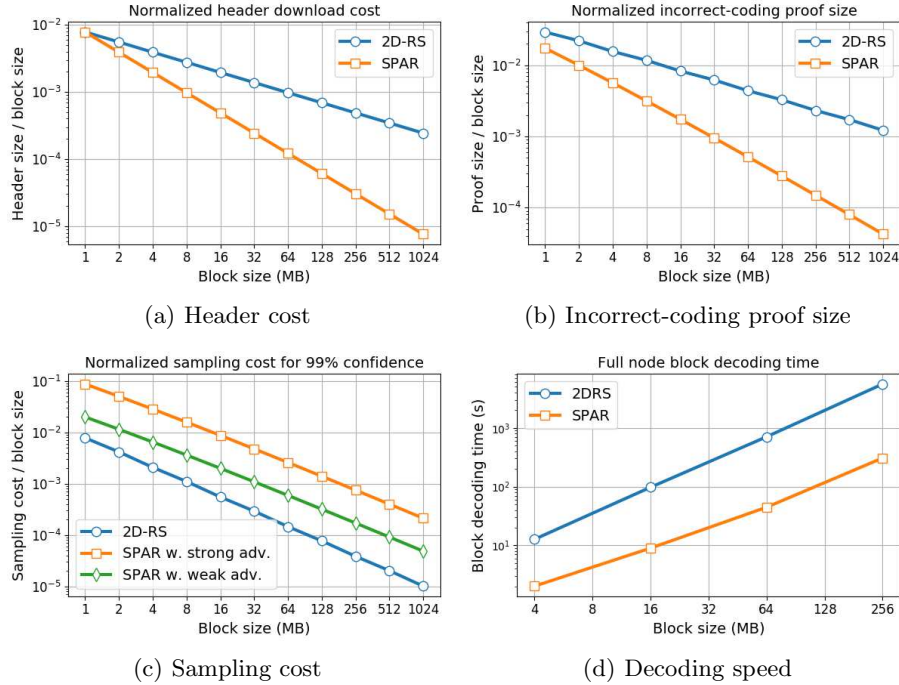 Normalized header download cost
Header size / block size
10⁻²
10⁻³
10⁻⁴
10⁻⁵
2D-RS
SPAR
1 2 4 8 16 32 64 128 256 512 1024
Block size (MB)
(a) Header cost
Normalized incorrect-coding proof size
Proof size / block size
10⁻²
10⁻³
10⁻⁴
2D-RS
SPAR
1 2 4 8 16 32 64 128 256 512 1024
Block size (MB)
(b) Incorrect-coding proof size
Normalized sampling cost for 99% confidence
Sampling cost / block size
10⁻¹
10⁻²
10⁻³
10⁻⁴
10⁻⁵
2D-RS
SPAR w. strong adv.
SPAR w. weak adv.
1 2 4 8 16 32 64 128 256 512 1024
Block size (MB)
(c) Sampling cost
Full node block decoding time
Block decoding time (s)
10³
10²
10¹
2DRS
SPAR
4 8 16 32 64 128 256
Block size (MB)
(d) Decoding speed